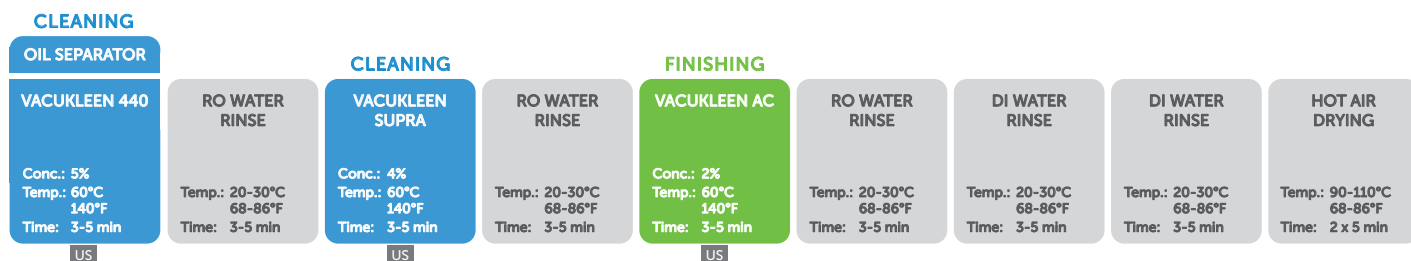 CLEANING
OIL SEPARATOR
VACUKLEEN 440
Conc.: 5%
Temp.: 60°C
140°F
Time: 3-5 min
US
RO WATER
RINSE
Temp.: 20-30°C
68-86°F
Time: 3-5 min
CLEANING
VACUKLEEN
SUPRA
Conc.: 4%
Temp.: 60°C
140°F
Time: 3-5 min
US
RO WATER
RINSE
Temp.: 20-30°C
68-86°F
Time: 3-5 min
FINISHING
VACUKLEEN AC
Conc.: 2%
Temp.: 60°C
140°F
Time: 3-5 min
US
RO WATER
RINSE
Temp.: 20-30°C
68-86°F
Time: 3-5 min
DI WATER
RINSE
Temp.: 20-30°C
68-86°F
Time: 3-5 min
DI WATER
RINSE
Temp.: 20-30°C
68-86°F
Time: 3-5 min
HOT AIR
DRYING
Temp.: 90-110°C
68-86°F
Time: 2 x 5 min